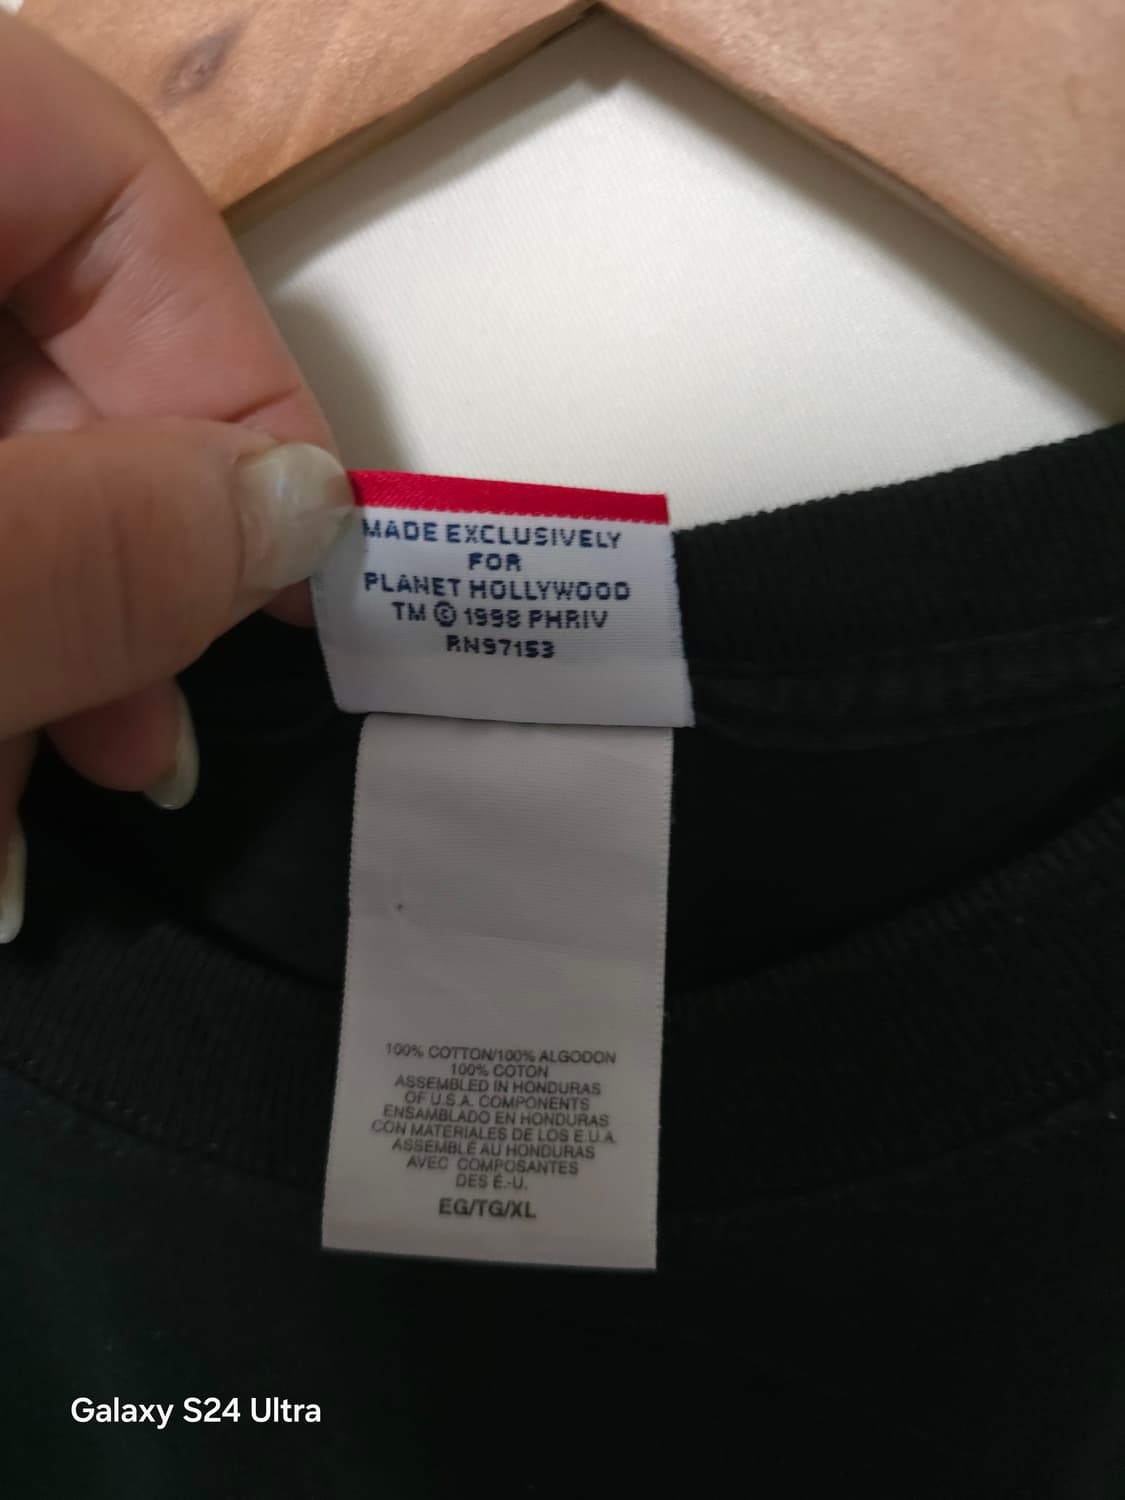 MADE EXCLUSIVELY
FOR
PLANET HOLLYWOOD
TM © 1998 PHRIV
RN97153
100% COTTON/100% ALGODON
100% COTON
ASSEMBLED IN HONDURAS
OF U.S.A. COMPONENTS
ENSAMBLADO EN HONDURAS
CON MATERIALES DE LOS E.U.A.
ASSEMBLÉ AU HONDURAS
AVEC COMPOSANTES
DES É.-U.
EG/TG/XL
Galaxy S24 Ultra